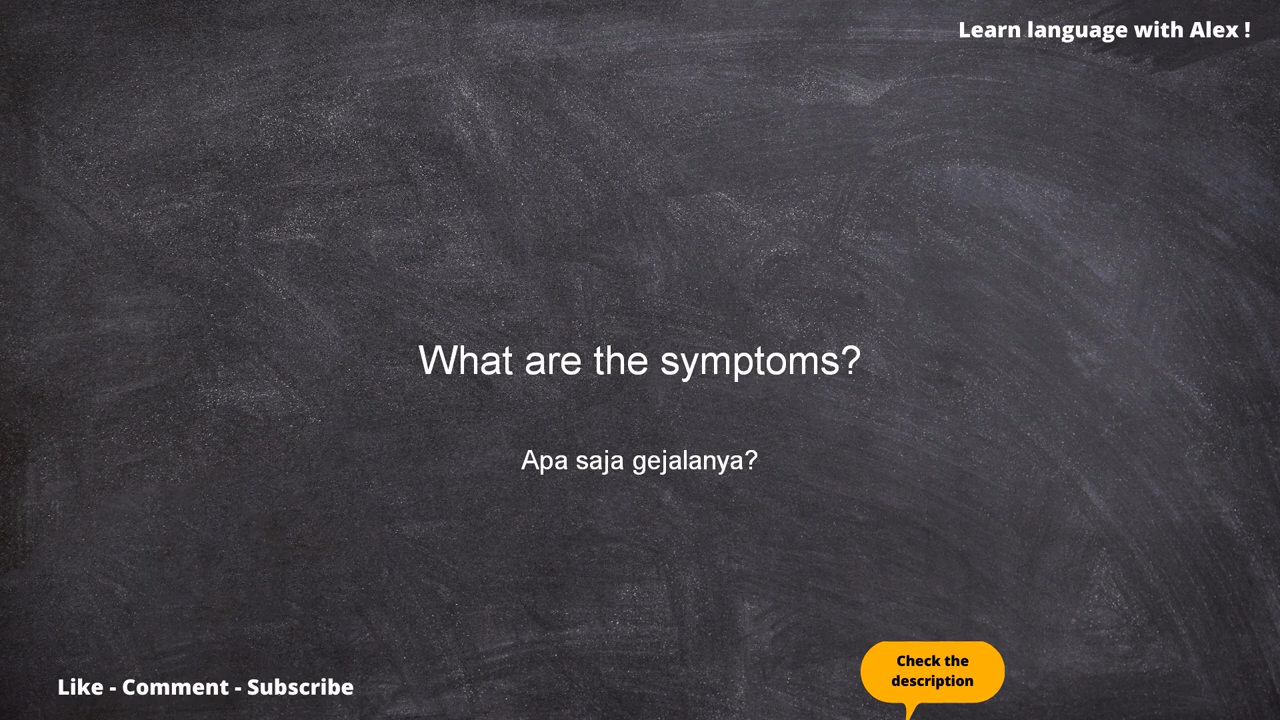 Learn language with Alex !
What are the symptoms?
Apa saja gejalanya?
Like - Comment - Subscribe
Check the
description